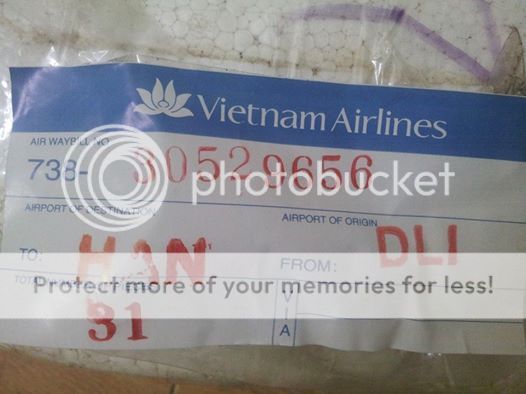 Vietnam Airlines
AIR WAYBILL NO
738- 30529656
photobucket
AIRPORT OF DESTINATION
AIRPORT OF ORIGIN
TO: HAN
FROM: DLI
Protect more of your memories for less!
31
VIA